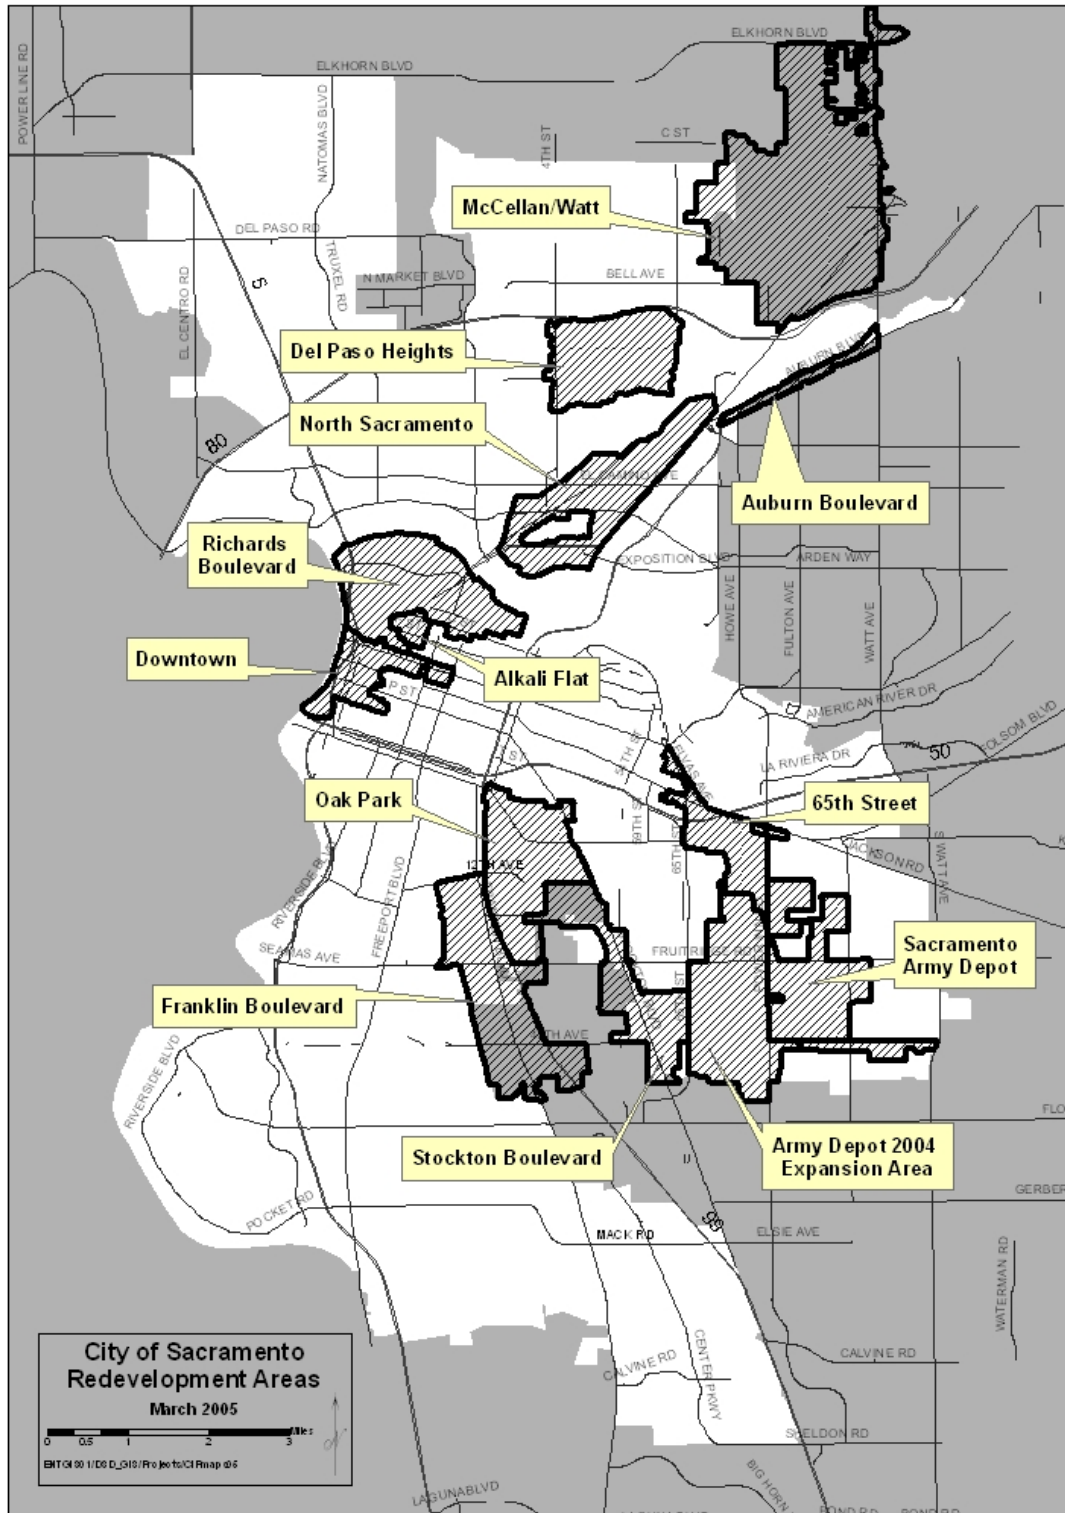 ELKHORN BLVD
ELKHORN BLVD
POWER LINE RD
NATOMAS BLVD
4TH ST
C ST
McCellan/Watt
DEL PASO RD
TRUXEL RD
N MARKET BLVD
BELL AVE
EL CENTRO RD
5
Del Paso Heights
AUBURN BLVD
North Sacramento
80
Auburn Boulevard
Richards
Boulevard
EXPOSITION BLVD
ARDEN WAY
HOWE AVE
FULTON AVE
WATT AVE
Downtown
Alkali Flat
P ST
AMERICAN RIVER DR
FOLSOM BLVD
50
LA RIVIERA DR
59TH ST
65TH ST
Oak Park
65th Street
JACKSON RD
S WATT AVE
12TH AVE
RIVERSIDE BLVD
FREEPORT BLVD
SEAMAS AVE
FRUITRIDGE RD
Sacramento
Army Depot
Franklin Boulevard
RIVERSIDE BLVD
Stockton Boulevard
Army Depot 2004
Expansion Area
FLO
GERBER
POCKET RD
MACK RD
99
ELSIE AVE
WATERMAN RD
CENTER PKWY
CALVINE RD
CALVINE RD
SHELDON RD
BIG HORN
LAGUNA BLVD
City of Sacramento
Redevelopment Areas
March 2005
0 0.5 1 2 3 Miles